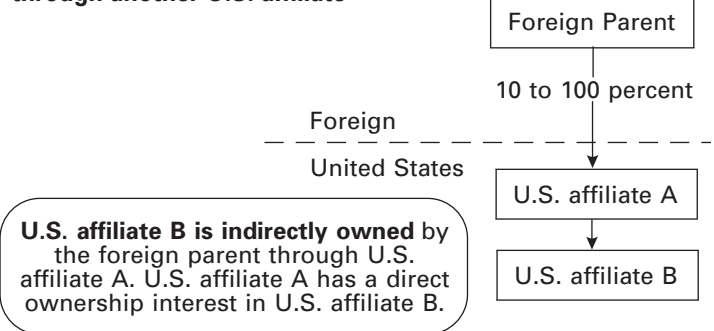 through another U.S. affiliate
Foreign Parent
10 to 100 percent
Foreign
United States
U.S. affiliate A
U.S. affiliate B is indirectly owned by
the foreign parent through U.S.
affiliate A. U.S. affiliate A has a direct
ownership interest in U.S. affiliate B.
U.S. affiliate B